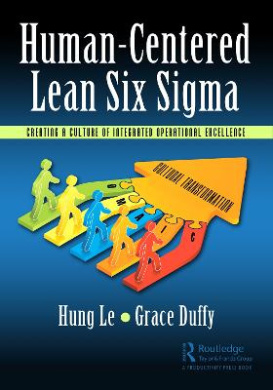 Human-Centered
Lean Six Sigma
CREATING A CULTURE OF INTEGRATED OPERATIONAL EXCELLENCE
CULTURAL TRANSFORMATION
Hung Le • Grace Duffy
Routledge
Taylor & Francis Group
A PRODUCTIVITY PRESS BOOK